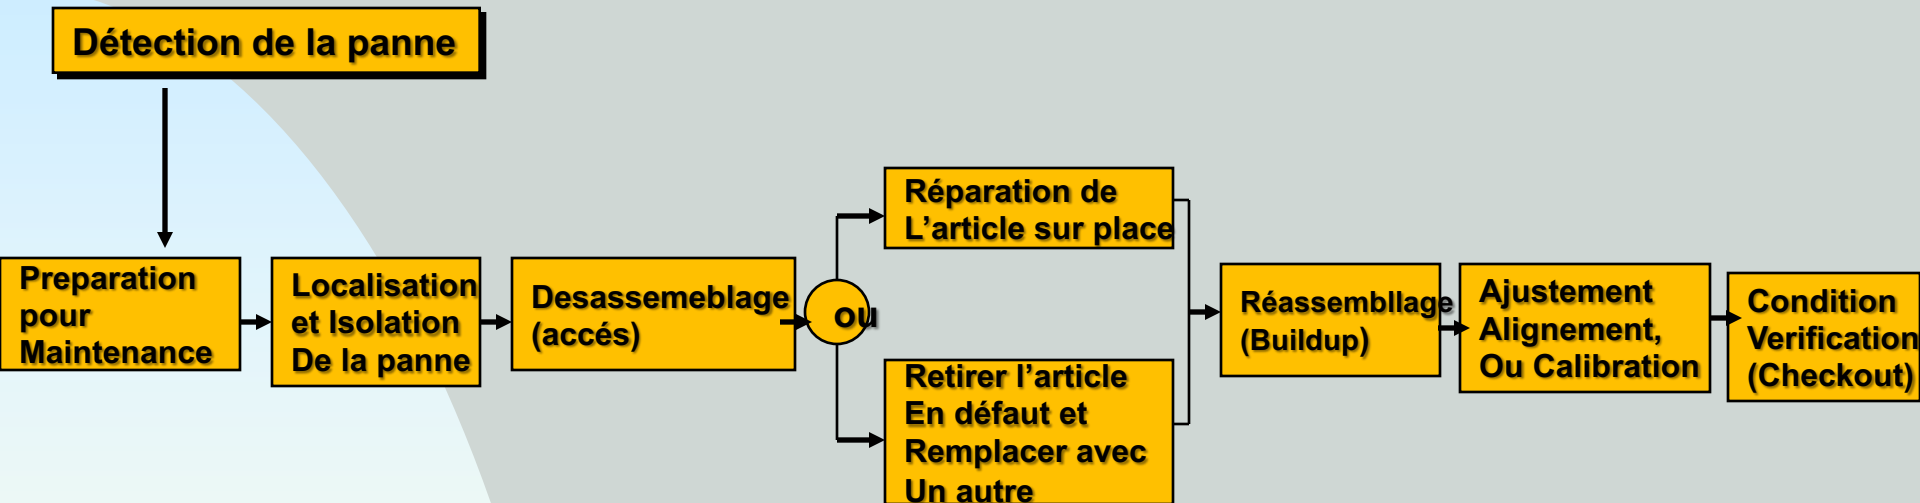 Détection de la panne
Preparation
pour
Maintenance
Localisation
et Isolation
De la panne
Desassemeblage
(accés)
ou
Réparation de
L’article sur place
Retirer l’article
En défaut et
Remplacer avec
Un autre
Réassembllage
(Buildup)
Ajustement
Alignement,
Ou Calibration
Condition
Verification
(Checkout)